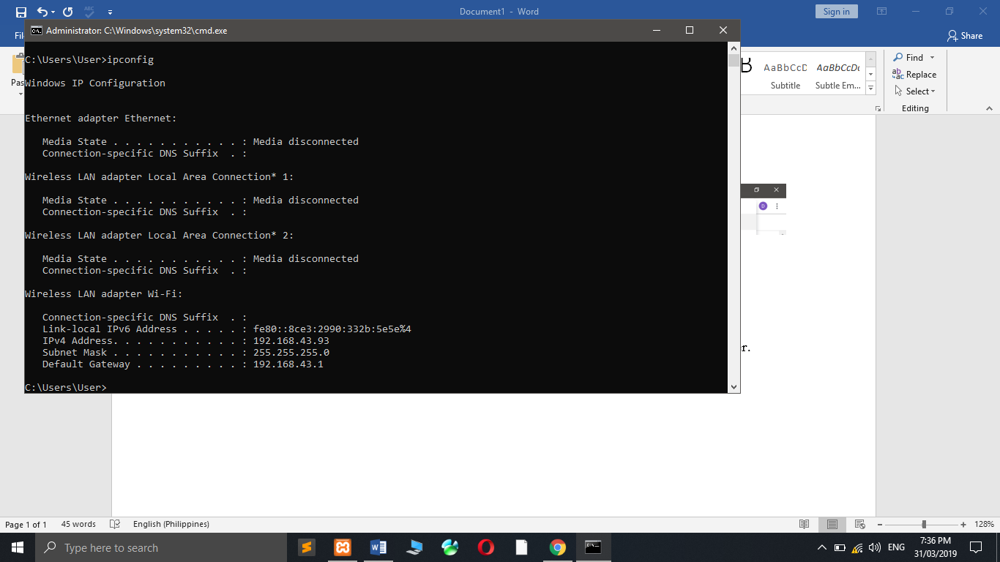 Document1 - Word
Sign in
Administrator: C:\Windows\system32\cmd.exe
Share
C:\Users\User>ipconfig
Windows IP Configuration
Ethernet adapter Ethernet:
Media State . . . . . . . . . . . : Media disconnected
Connection-specific DNS Suffix  . :
Wireless LAN adapter Local Area Connection* 1:
Media State . . . . . . . . . . . : Media disconnected
Connection-specific DNS Suffix  . :
Wireless LAN adapter Local Area Connection* 2:
Media State . . . . . . . . . . . : Media disconnected
Connection-specific DNS Suffix  . :
Wireless LAN adapter Wi-Fi:
Connection-specific DNS Suffix  . :
Link-local IPv6 Address . . . . . : fe80::8ce3:2990:332b:5e5e%4
IPv4 Address. . . . . . . . . . . : 192.168.43.93
Subnet Mask . . . . . . . . . . . : 255.255.255.0
Default Gateway . . . . . . . . . : 192.168.43.1
C:\Users\User>
AaBbCcD AaBbCcDc
Subtitle Subtle Em...
Find
Replace
Select
Editing
D
r.
Page 1 of 1 45 words English (Philippines) 128%
Type here to search
W
ENG
7:36 PM
31/03/2019